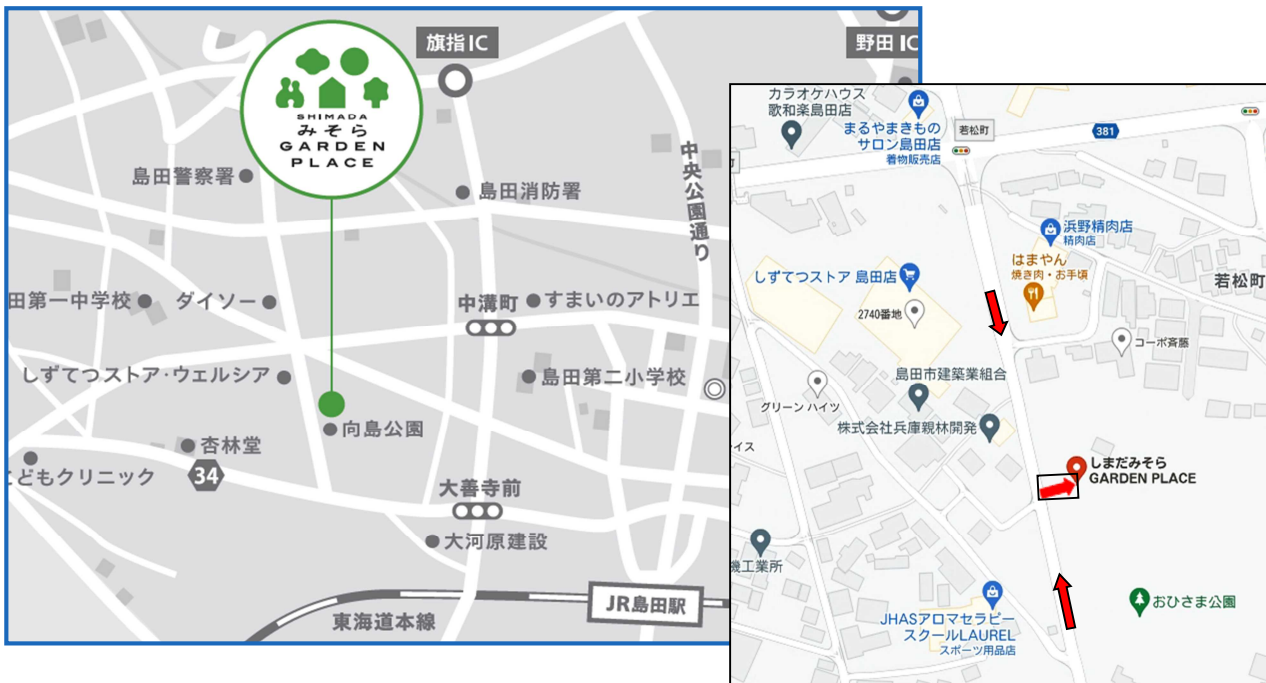 旗指IC
野田IC
SHIMADA
みそら
GARDEN
PLACE
島田警察署
島田消防署
中央公園通り
田第一中学校
ダイソー
中溝町
すまいのアトリエ
しずてつストア・ウェルシア
島田第二小学校
向島公園
杏林堂
どもクリニック
34
大善寺前
大河原建設
JR島田駅
東海道本線
カラオケハウス
歌和楽島田店
まるやまきもの
サロン島田店
着物販売店
若松町
381
浜野精肉店
精肉店
はまやん
焼き肉・お手頃
若松町
しずてつストア 島田店
2740番地
コーポ斉藤
島田市建築業組合
グリーン ハイツ
株式会社兵庫親林開発
イス
しまだみそら
GARDEN PLACE
機工業所
おひさま公園
JHASアロマセラピー
スクールLAUREL
スポーツ用品店